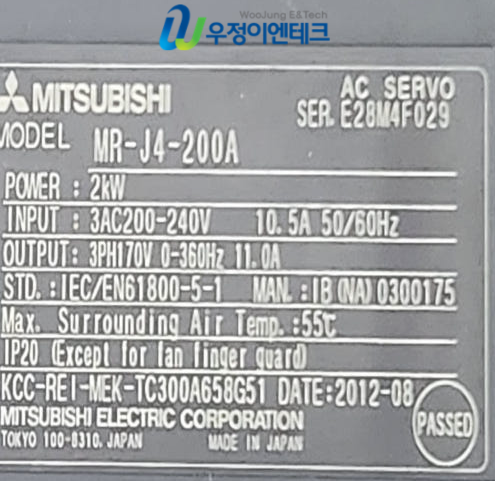 WooJung E&Tech
우정이엔테크
MITSUBISHI
AC SERVO
SER. E28M4F029
MODEL MR-J4-200A
POWER : 2kW
INPUT : 3AC200-240V 10.5A 50/60Hz
OUTPUT: 3PH170V 0-360Hz 11.0A
STD. : IEC/EN61800-5-1 MAN. : IB (NA) 0300175
Max. Surrounding Air Temp. :55℃
IP20 (Except for fan finger guard)
KCC-REI-MEK-TC300A658G51 DATE:2012-08
MITSUBISHI ELECTRIC CORPORATION
TOKYO 100-8310, JAPAN MADE IN JAPAN
PASSED